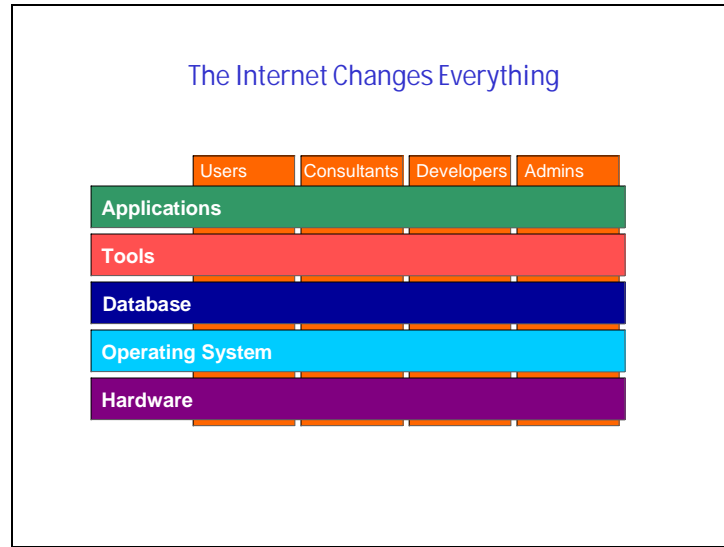 The Internet Changes Everything
Users Consultants Developers Admins
Applications
Tools
Database
Operating System
Hardware